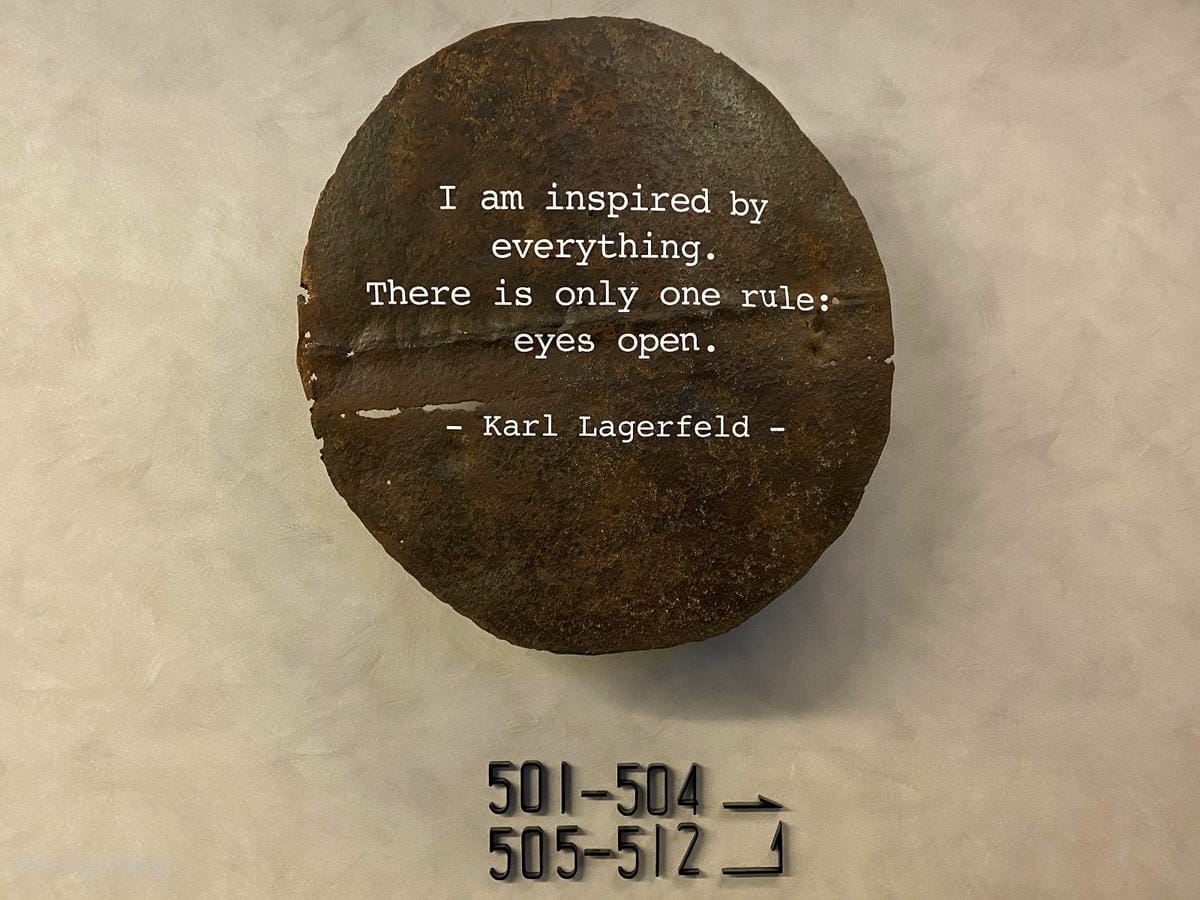 I am inspired by
everything.
There is only one rule:
eyes open.
- Karl Lagerfeld -
501-504
505-512